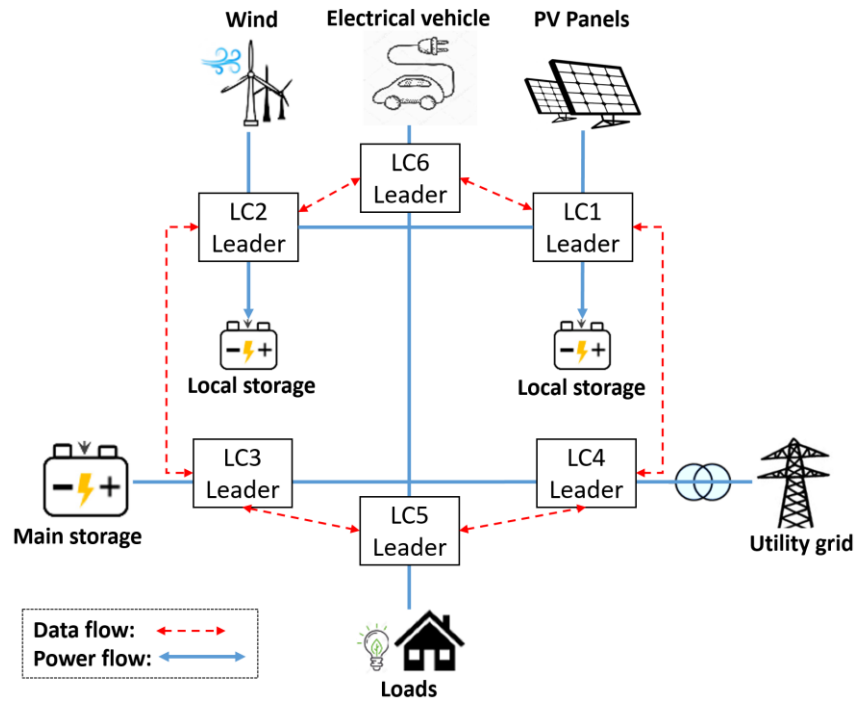 Wind
Electrical vehicle
PV Panels
LC6
Leader
LC2
Leader
LC1
Leader
Local storage
Local storage
LC3
Leader
LC4
Leader
LC5
Leader
Main storage
Utility grid
Data flow:
Power flow:
Loads